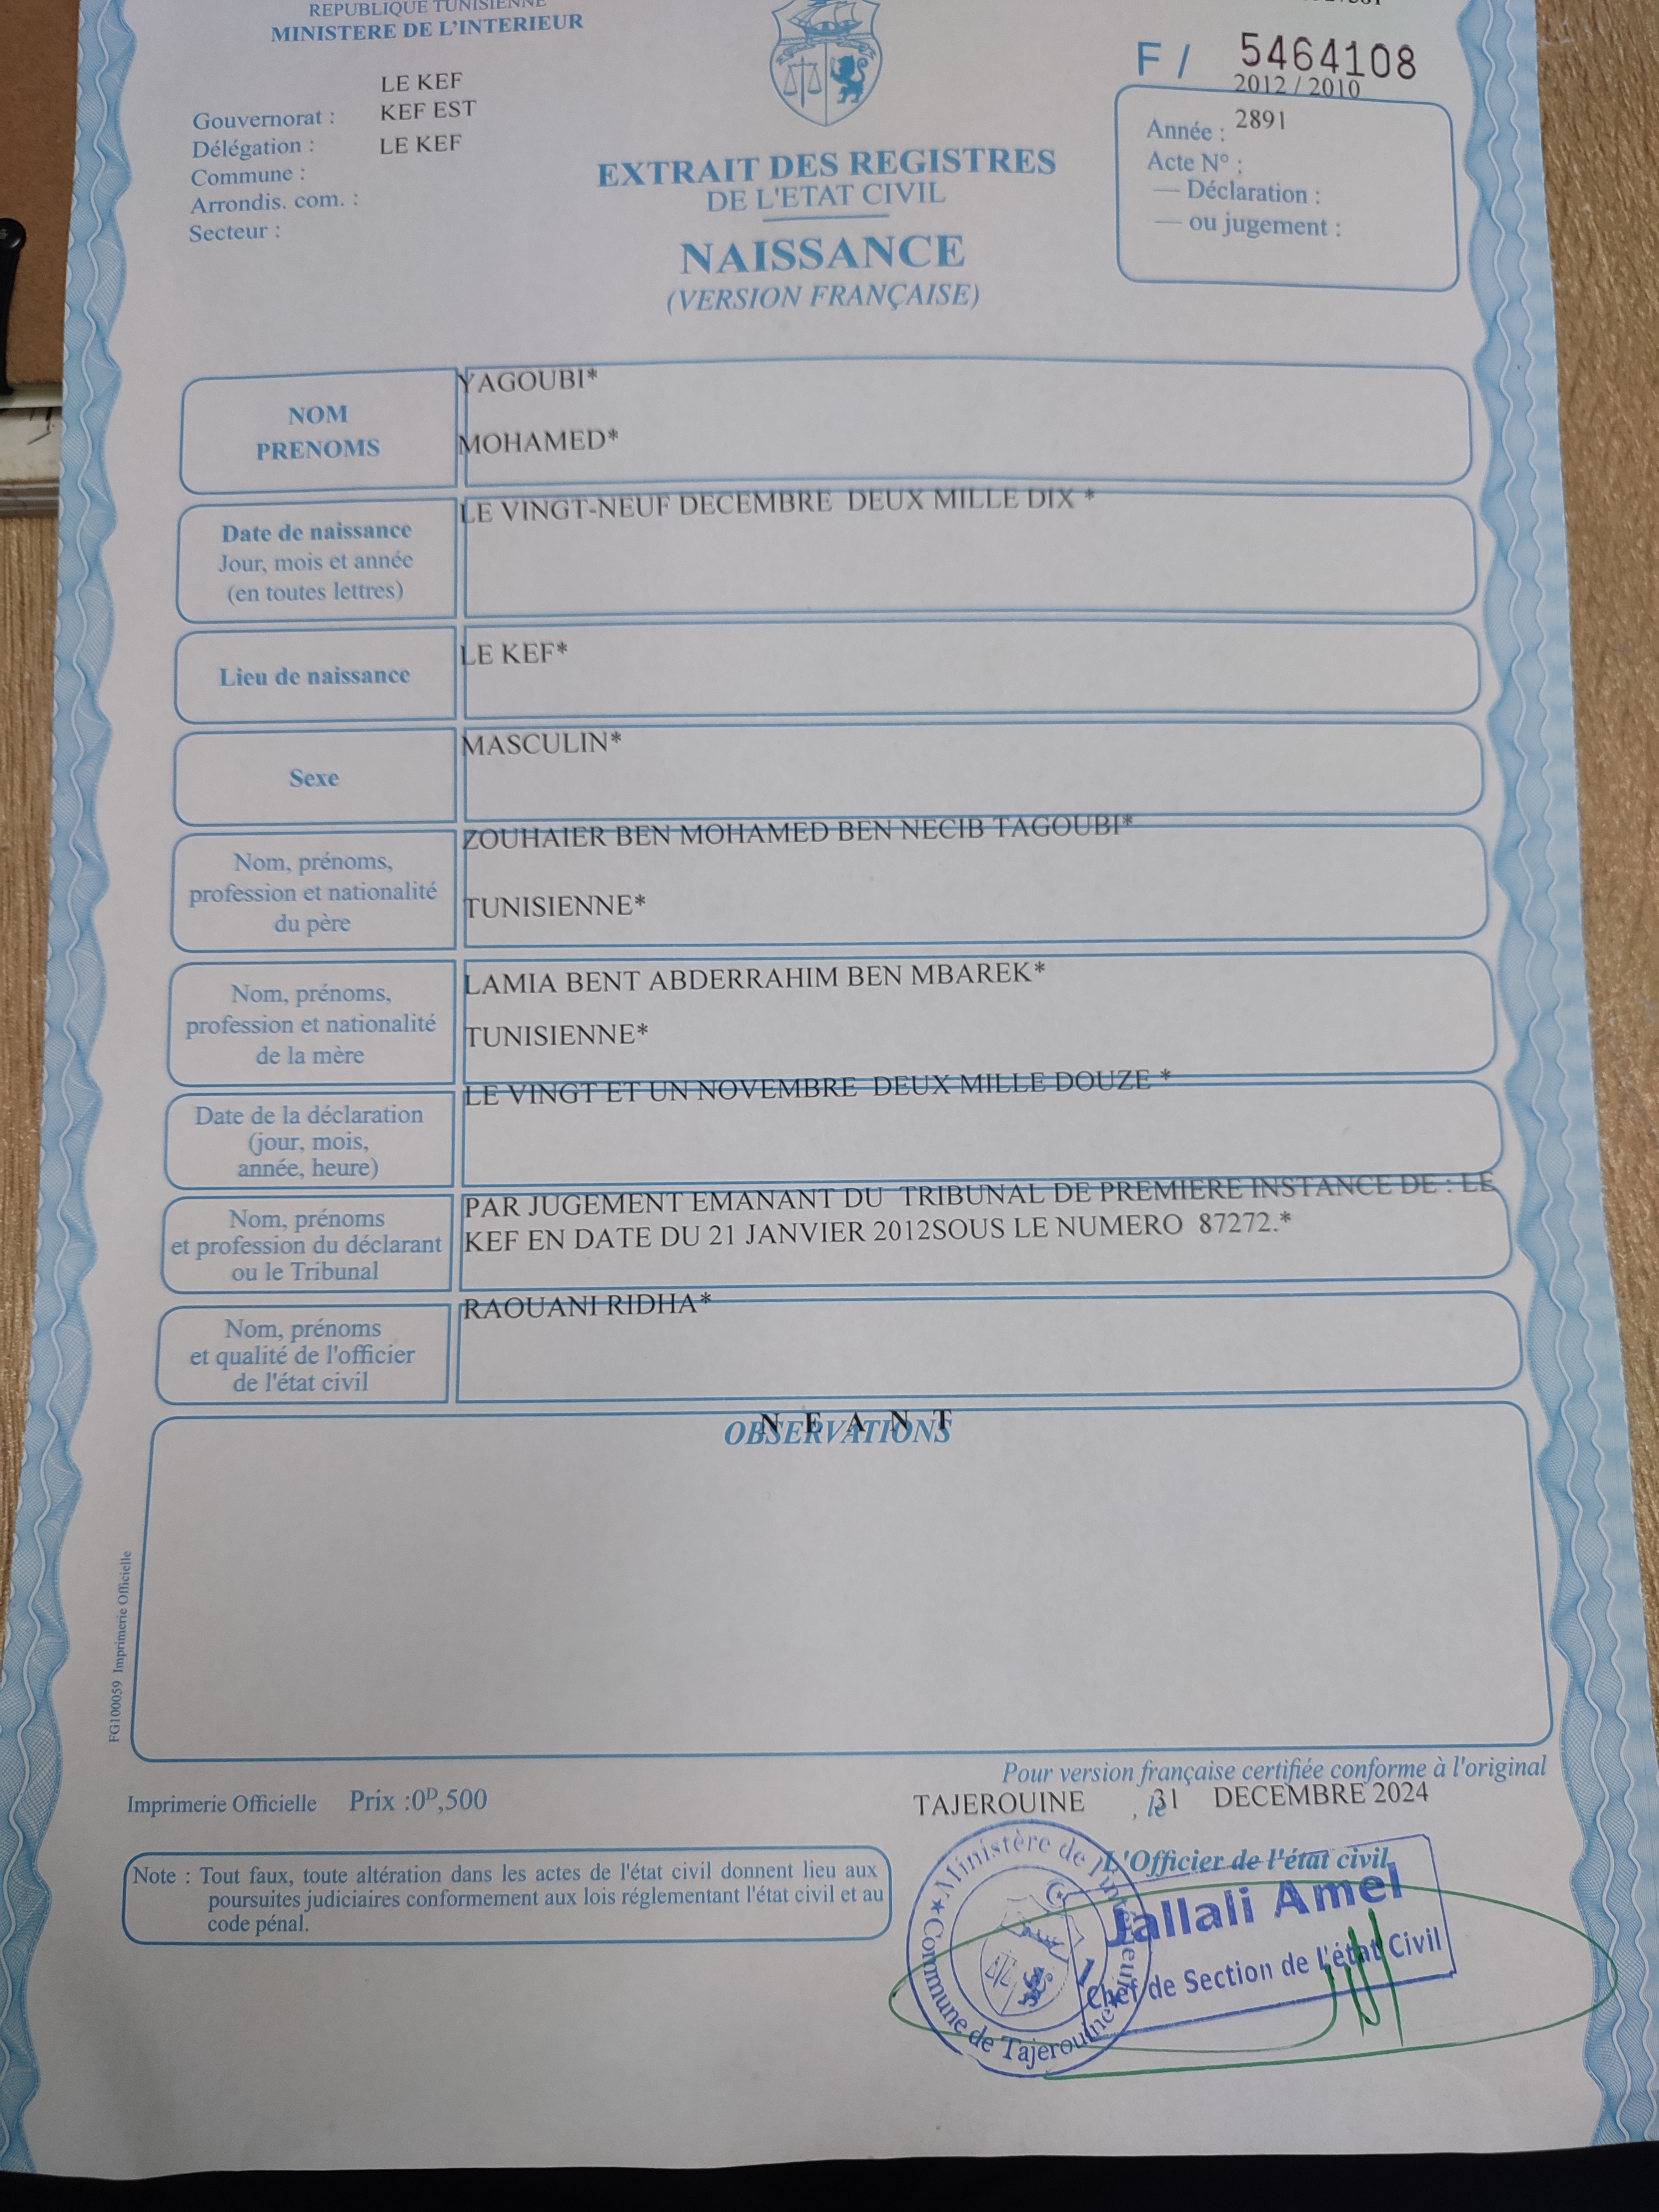 REPUBLIQUE TUNISIENNE
MINISTERE DE L'INTERIEUR
F / 5464108
2012 / 2010
LE KEF
Gouvernorat : KEF EST
Délégation : LE KEF
Commune :
Arrondis. com. :
Secteur :
EXTRAIT DES REGISTRES
DE L'ETAT CIVIL
NAISSANCE
(VERSION FRANÇAISE)
Année : 2891
Acte N° :
— Déclaration :
— ou jugement :
NOM
PRENOMS
YAGOUBI*
MOHAMED*
Date de naissance
Jour, mois et année
(en toutes lettres)
LE VINGT-NEUF DECEMBRE DEUX MILLE DIX *
Lieu de naissance
LE KEF*
Sexe
MASCULIN*
Nom, prénoms,
profession et nationalité
du père
ZOUHAIER BEN MOHAMED BEN NECIB TAGOUBI*
TUNISIENNE*
Nom, prénoms,
profession et nationalité
de la mère
LAMIA BENT ABDERRAHIM BEN MBAREK*
TUNISIENNE*
Date de la déclaration
(jour, mois,
année, heure)
LE VINGT ET UN NOVEMBRE DEUX MILLE DOUZE *
Nom, prénoms
et profession du déclarant
ou le Tribunal
PAR JUGEMENT EMANANT DU TRIBUNAL DE PREMIERE INSTANCE DE : LE
KEF EN DATE DU 21 JANVIER 2012SOUS LE NUMERO 87272.*
Nom, prénoms
et qualité de l'officier
de l'état civil
RAOUANI RIDHA*
N E A N T
OBSERVATIONS
FG100059 Imprimerie Officielle
Pour version française certifiée conforme à l'original
Imprimerie Officielle Prix :0D,500
TAJEROUINE , le 31 DECEMBRE 2024
L'Officier de l'état civil,
Note : Tout faux, toute altération dans les actes de l'état civil donnent lieu aux
poursuites judiciaires conformement aux lois réglementant l'état civil et au
code pénal.
Ministère de l'intérieur
Commune de Tajerouine
1
Jallali Amel
Chef de Section de l'état Civil